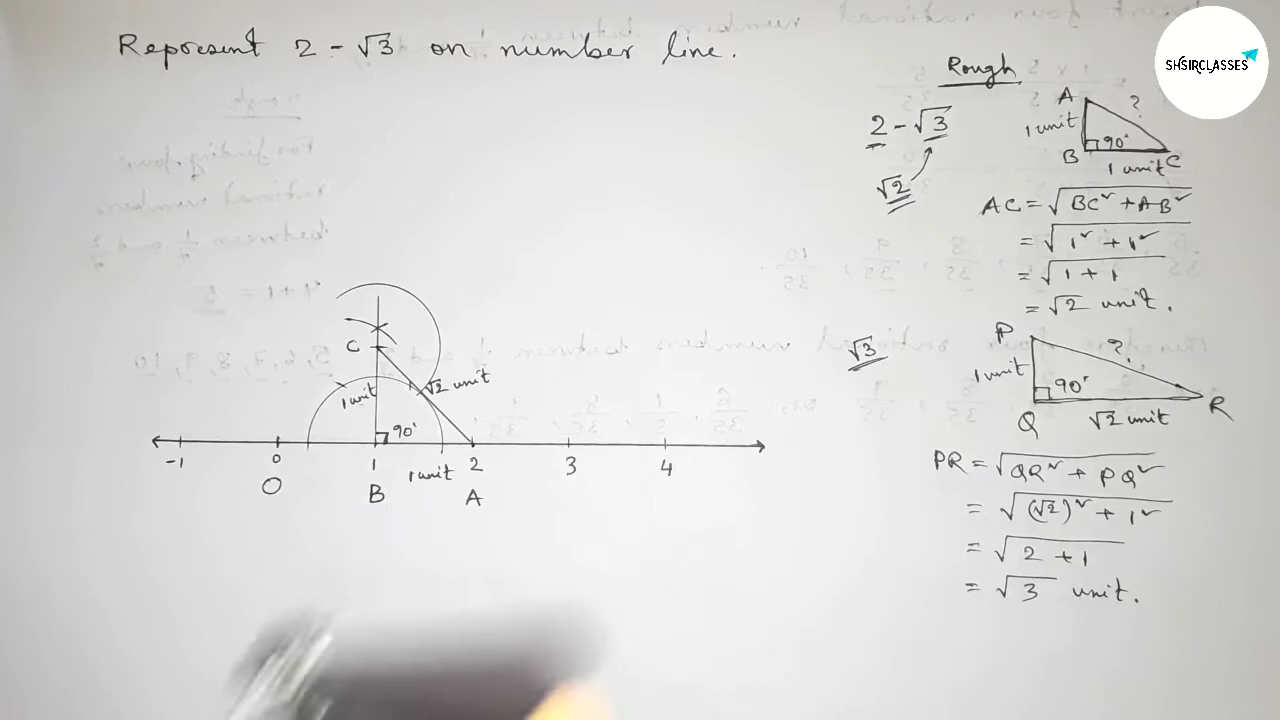 Represent 2 - √3 on number line.
SHSIRCLASSES
Rough
2 - √3
√2
A
?
1 unit
90°
B
1 unit
C
AC = √BC² + AB²
= √1² + 1²
= √1 + 1
= √2 unit.
√3
P
?
1 unit
90°
Q
√2 unit
R
PR = √QR² + PQ²
= √(√2)² + 1²
= √2 + 1
= √3 unit.
C
1 unit
√2 unit
90°
-1 0 1 1 unit 2 3 4
O B A